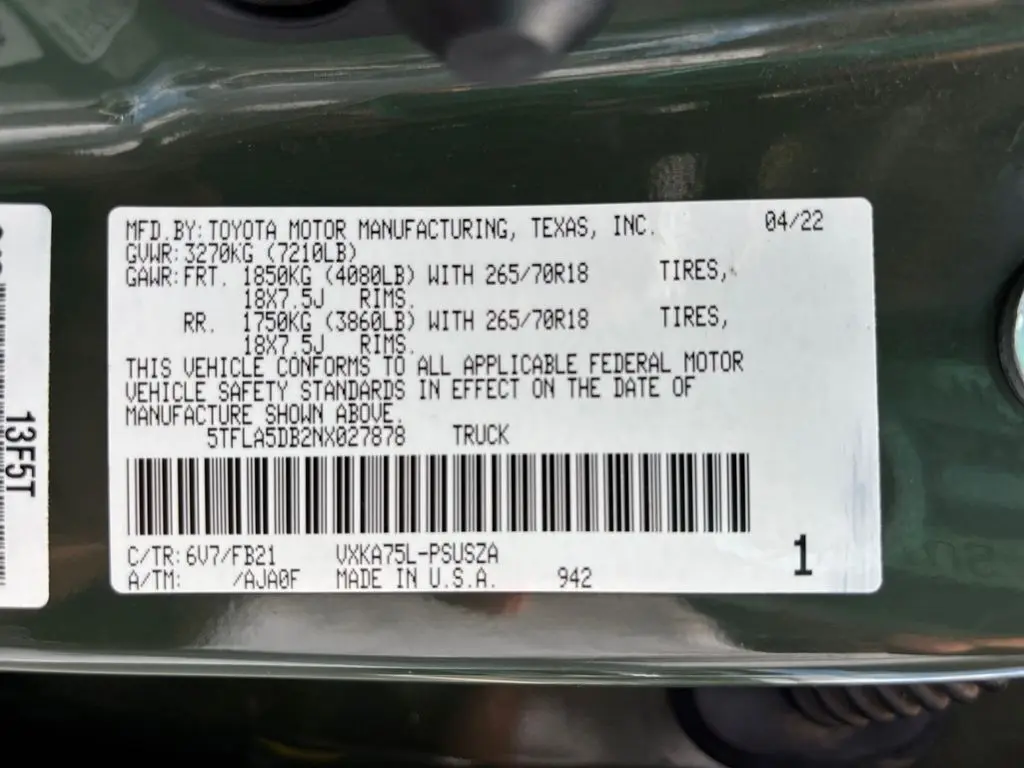 MFD.BY:TOYOTA MOTOR MANUFACTURING, TEXAS, INC. 04/22
GVWR:3270KG (7210LB)
GAWR:FRT. 1850KG (4080LB) WITH 265/70R18 TIRES,
18X7.5J RIMS.
RR. 1750KG (3860LB) WITH 265/70R18 TIRES,
18X7.5J RIMS.
THIS VEHICLE CONFORMS TO ALL APPLICABLE FEDERAL MOTOR
VEHICLE SAFETY STANDARDS IN EFFECT ON THE DATE OF
MANUFACTURE SHOWN ABOVE.
5TFLA5DB2NX027878 TRUCK
C/TR:6V7/FB21 VXKA75L-PSUSZA
A/TM: /AJA0F MADE IN U.S.A. 942
1
13F5T